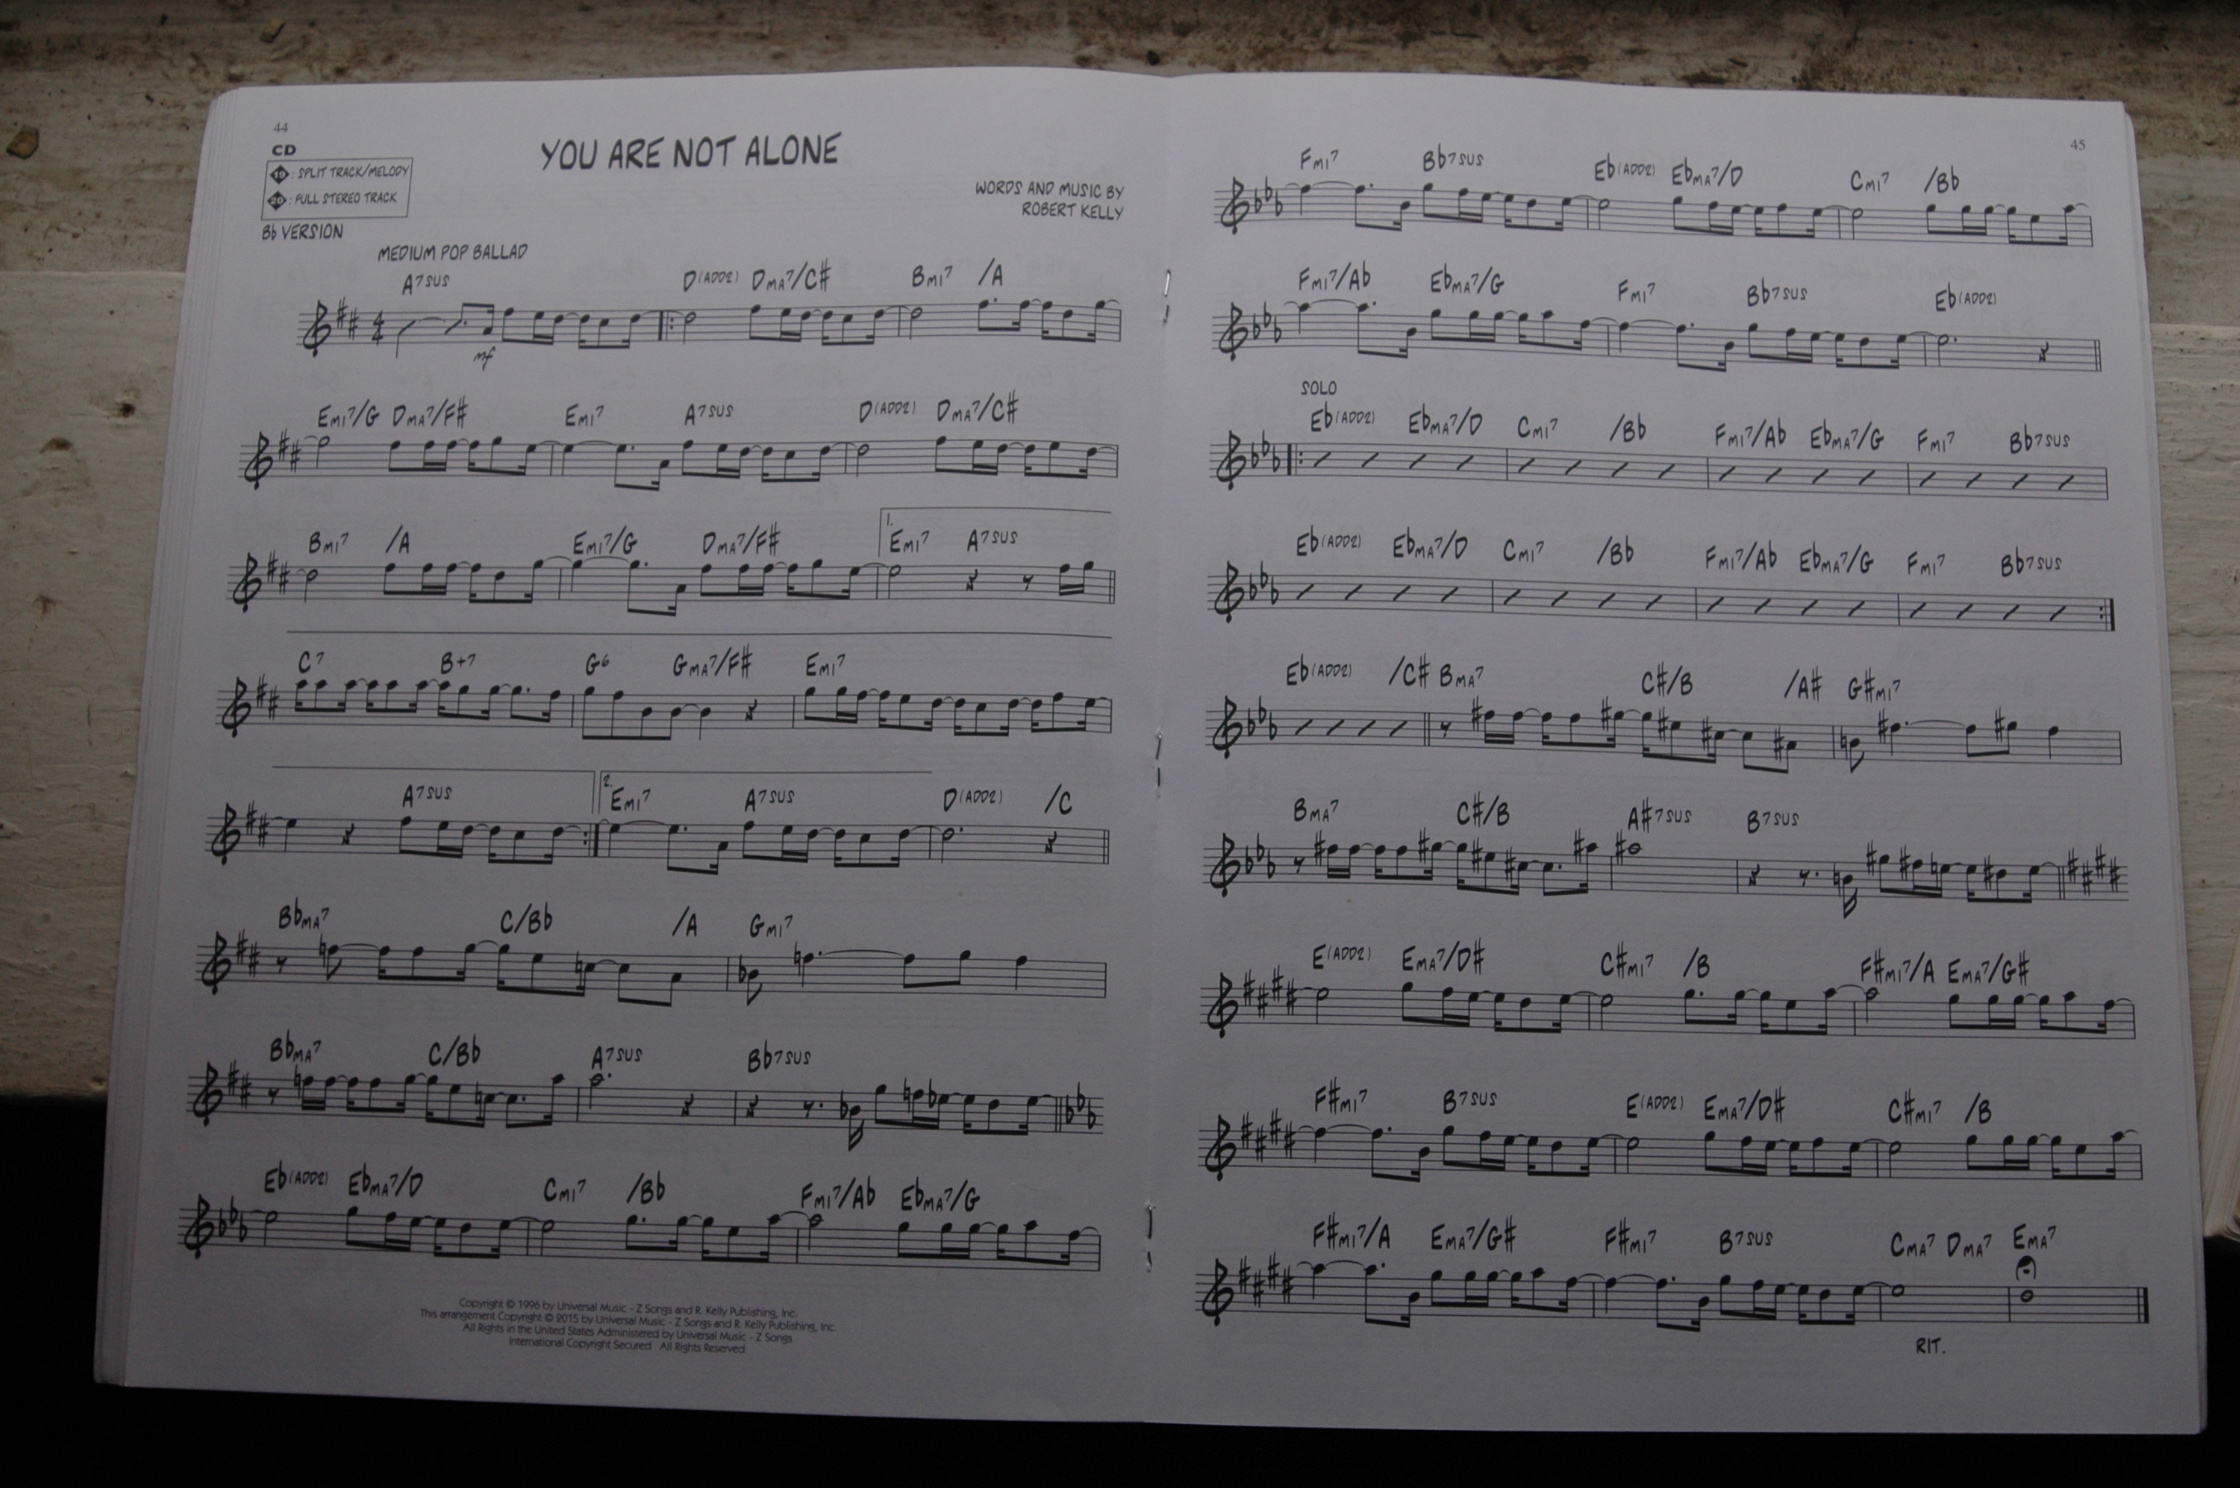 44
CD
YOU ARE NOT ALONE
: SPLIT TRACK/MELODY
: FULL STEREO TRACK
WORDS AND MUSIC BY
ROBERT KELLY
Bb VERSION
MEDIUM POP BALLAD
A7SUS D(ADD2) DMA7/C# BMI7 /A
mf
EMI7/G DMA7/F# EMI7 A7SUS D(ADD2) DMA7/C#
BMI7 /A EMI7/G DMA7/F# 1. EMI7 A7SUS
C7 B+7 G6 GMA7/F# EMI7
A7SUS 2. EMI7 A7SUS D(ADD2) /C
BbMA7 C/Bb /A GMI7
BbMA7 C/Bb A7SUS Bb7SUS
Eb(ADD2) EbMA7/D CMI7 /Bb FMI7/Ab EbMA7/G
Copyright © 1996 by Universal Music - Z Songs and R. Kelly Publishing, Inc.
This arrangement Copyright © 2015 by Universal Music - Z Songs and R. Kelly Publishing, Inc.
All Rights in the United States Administered by Universal Music - Z Songs
International Copyright Secured All Rights Reserved
45
FMI7 Bb7SUS Eb(ADD2) EbMA7/D CMI7 /Bb
FMI7/Ab EbMA7/G FMI7 Bb7SUS Eb(ADD2)
SOLO
Eb(ADD2) EbMA7/D CMI7 /Bb FMI7/Ab EbMA7/G FMI7 Bb7SUS
Eb(ADD2) EbMA7/D CMI7 /Bb FMI7/Ab EbMA7/G FMI7 Bb7SUS
Eb(ADD2) /C# BMA7 C#/B /A# G#MI7
BMA7 C#/B A#7SUS B7SUS
E(ADD2) EMA7/D# C#MI7 /B F#MI7/A EMA7/G#
F#MI7 B7SUS E(ADD2) EMA7/D# C#MI7 /B
F#MI7/A EMA7/G# F#MI7 B7SUS CMA7 DMA7 EMA7
RIT.